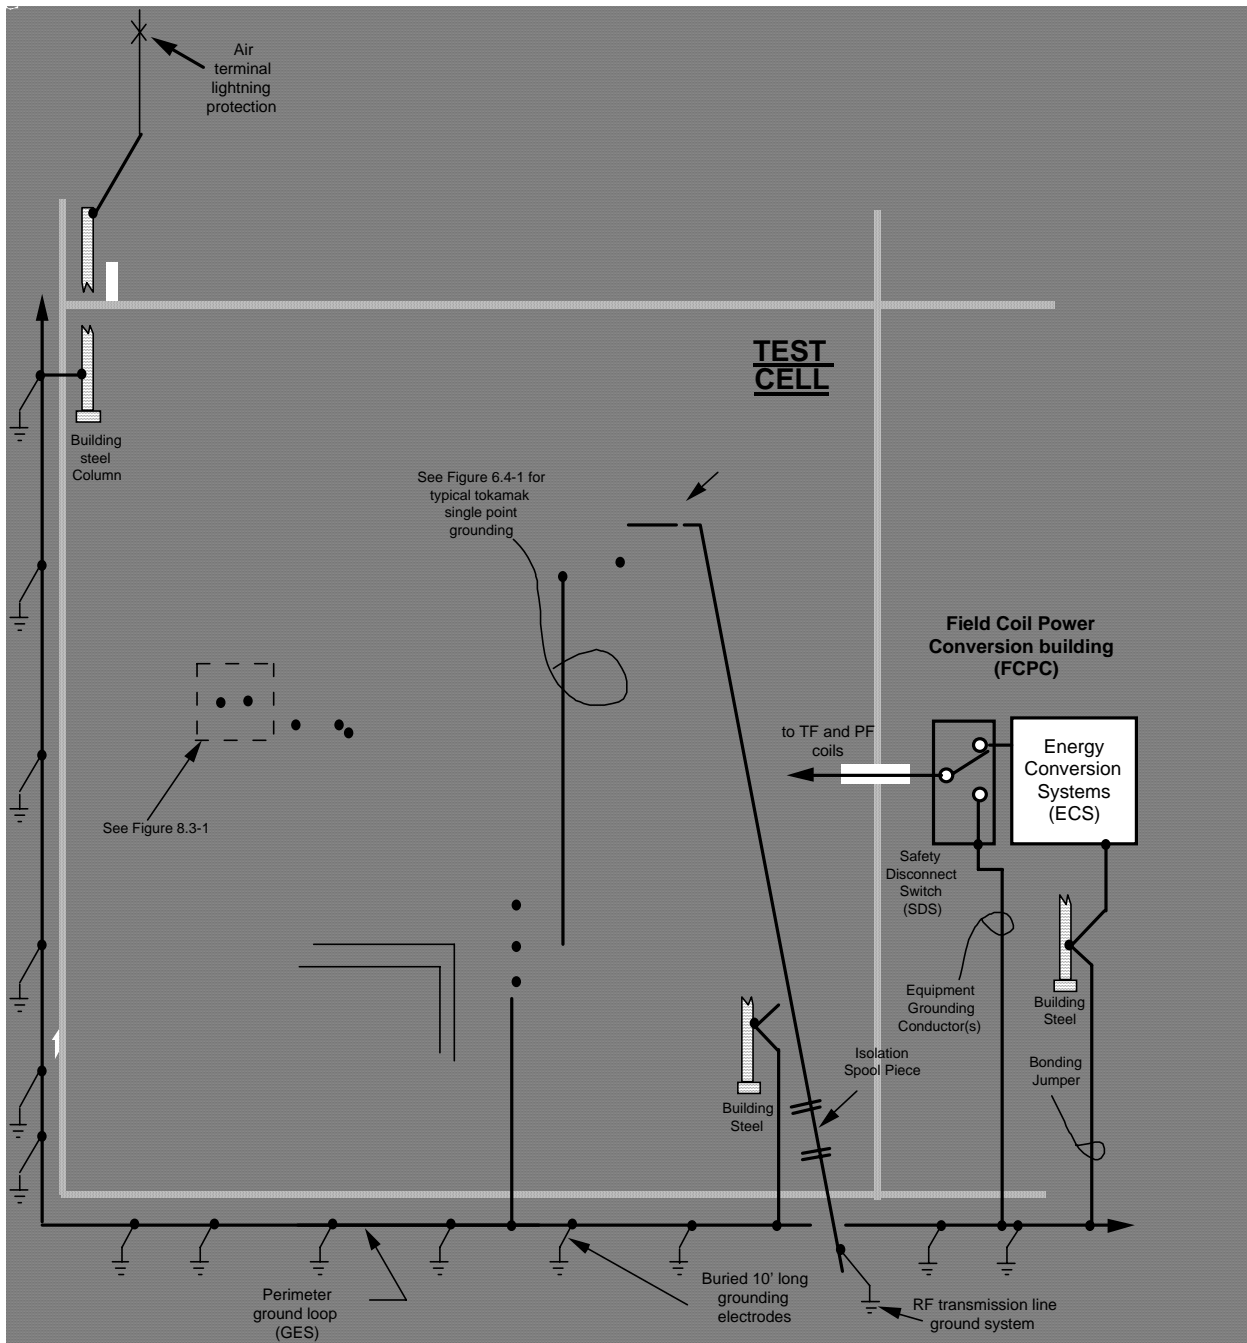 Air
terminal
lightning
protection
TEST
CELL
Building
steel
Column
See Figure 6.4-1 for
typical tokamak
single point
grounding
Field Coil Power
Conversion building
(FCPC)
to TF and PF
coils
Energy
Conversion
Systems
(ECS)
See Figure 8.3-1
Safety
Disconnect
Switch
(SDS)
Equipment
Grounding
Conductor(s)
Building
Steel
Isolation
Spool Piece
Bonding
Jumper
Building
Steel
Perimeter
ground loop
(GES)
Buried 10' long
grounding
electrodes
RF transmission line
ground system